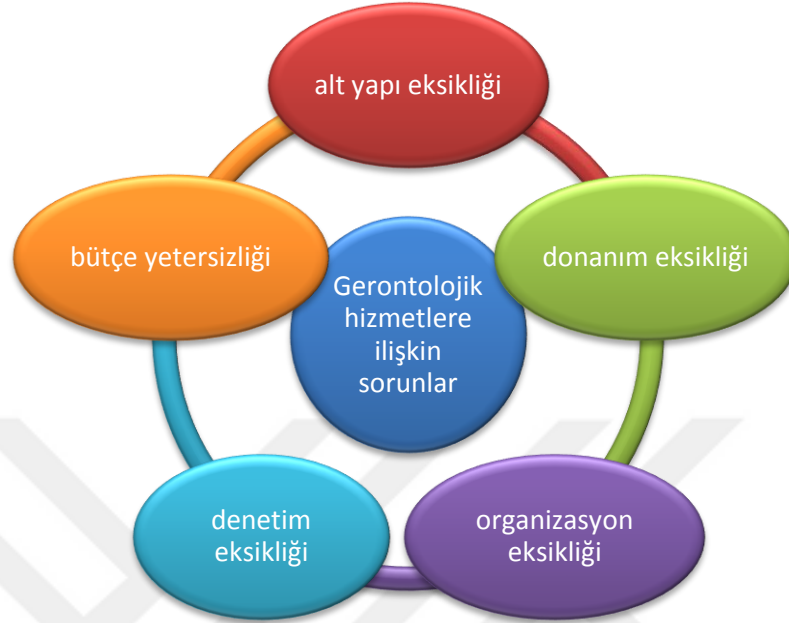 alt yapı eksikliği
bütçe yetersizliği
donanım eksikliği
Gerontolojik
hizmetlere
ilişkin
sorunlar
denetim
eksikliği
organizasyon
eksikliği